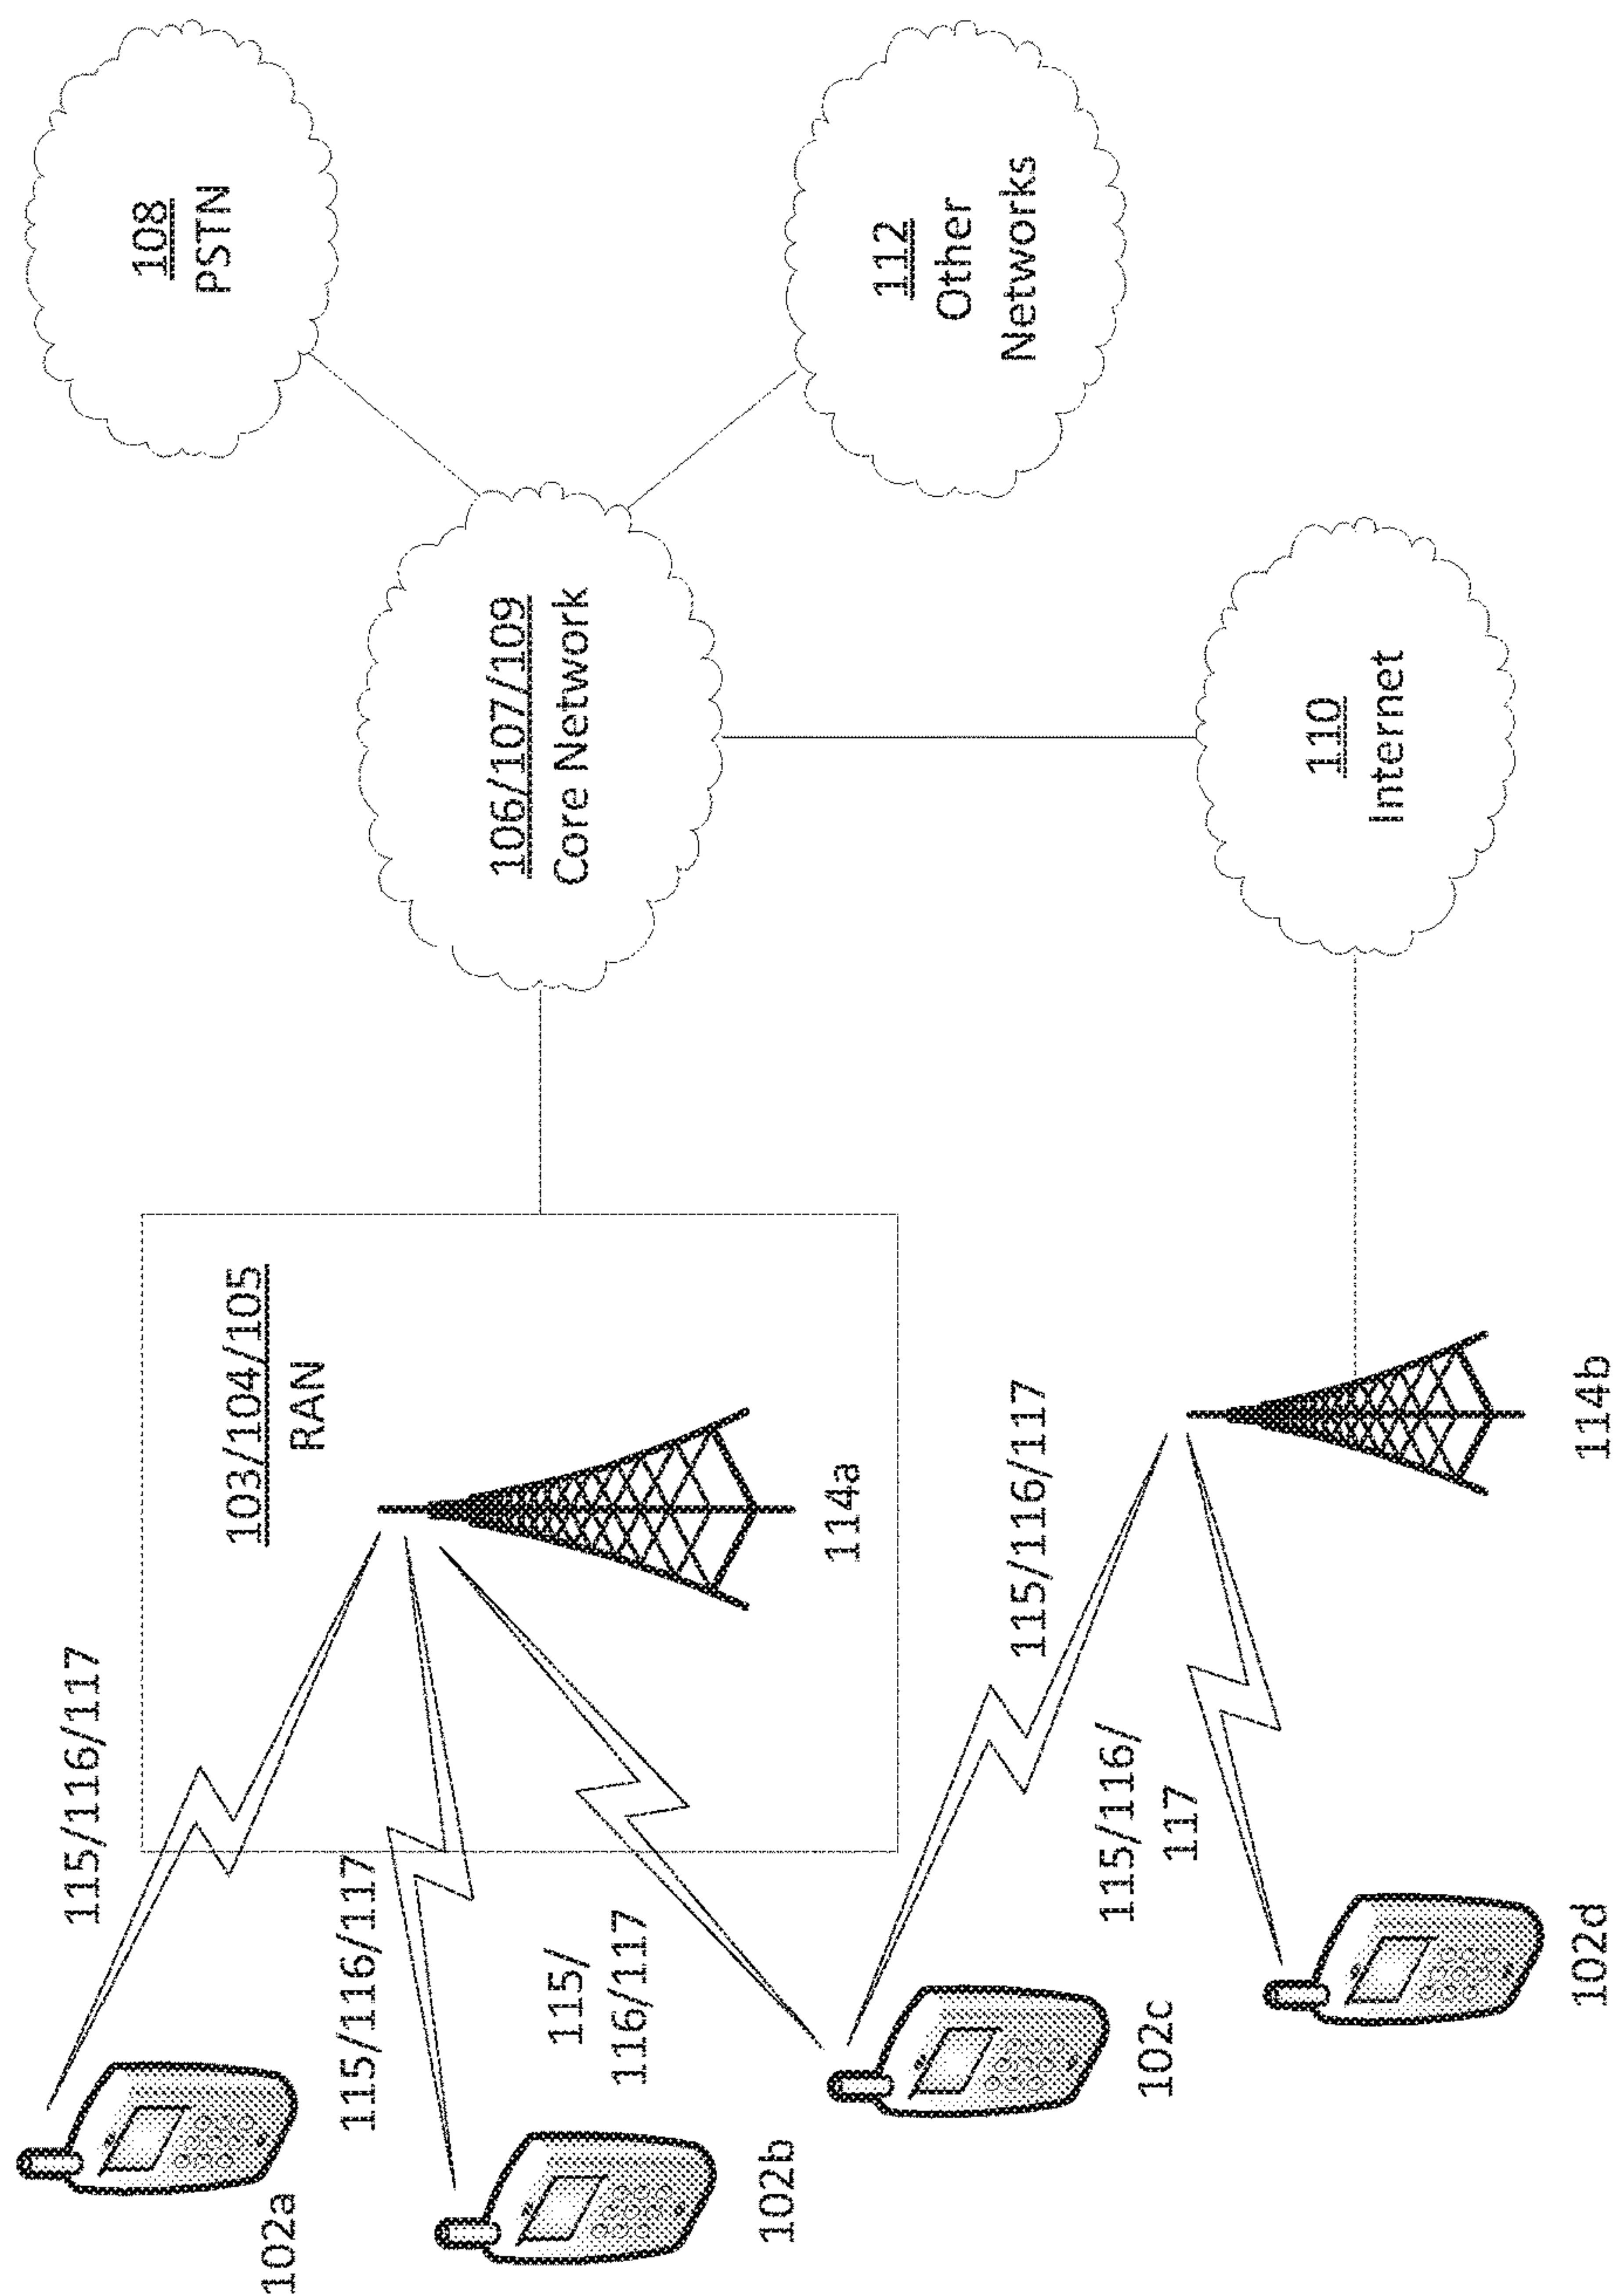 102a
115/116/117
103/104/105
RAN
108
PSTN
115/116/117
102b
115/
116/117
114a
106/107/109
Core Network
112
Other
Networks
102c
115/116/117
115/116/
117
102d
114b
110
Internet